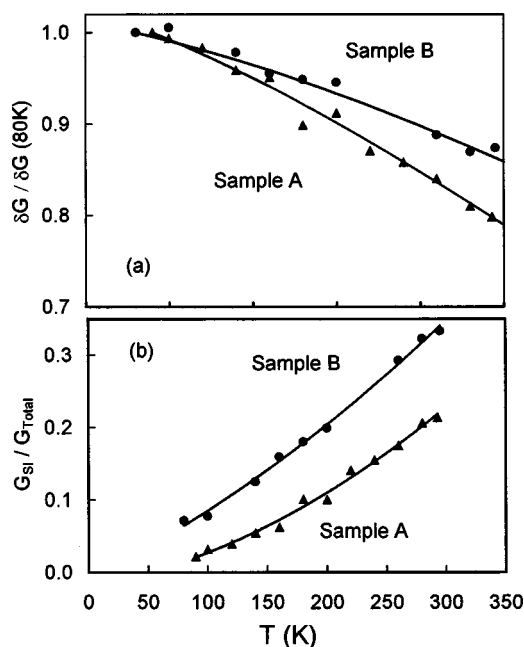 1.0
0.9
0.8
0.7
δG / δG (80K)
Sample B
Sample A
(a)
0.3
0.2
0.1
0.0
G_SI / G_Total
(b)
Sample B
Sample A
0 50 100 150 200 250 300 350
T (K)